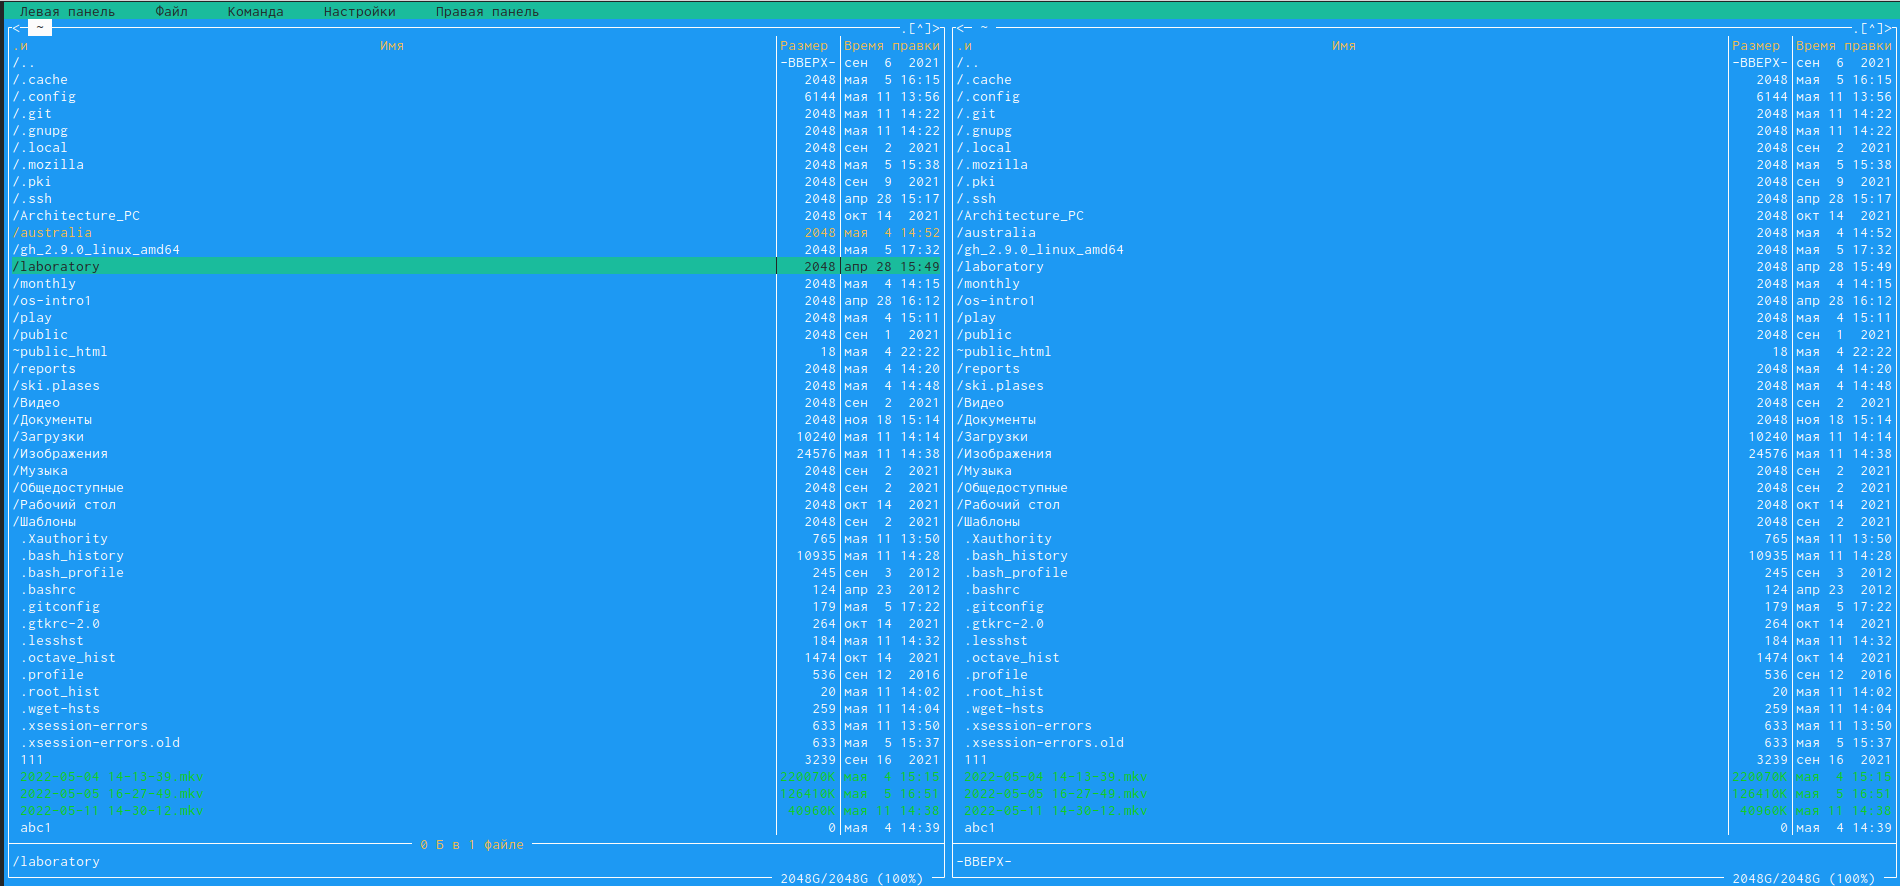 Левая панель Файл Команда Настройки Правая панель
<— ~ .[^]>
.и Имя Размер Время правки
/.. -ВВЕРХ- сен 6 2021
/.cache 2048 мая 5 16:15
/.config 6144 мая 11 13:56
/.git 2048 мая 11 14:22
/.gnupg 2048 мая 11 14:22
/.local 2048 сен 2 2021
/.mozilla 2048 мая 5 15:38
/.pki 2048 сен 9 2021
/.ssh 2048 апр 28 15:17
/Architecture_PC 2048 окт 14 2021
/australia 2048 мая 4 14:52
/gh_2.9.0_linux_amd64 2048 мая 5 17:32
/laboratory 2048 апр 28 15:49
/monthly 2048 мая 4 14:15
/os-intro1 2048 апр 28 16:12
/play 2048 мая 4 15:11
/public 2048 сен 1 2021
~public_html 18 мая 4 22:22
/reports 2048 мая 4 14:20
/ski.plases 2048 мая 4 14:48
/Видео 2048 сен 2 2021
/Документы 2048 ноя 18 15:14
/Загрузки 10240 мая 11 14:14
/Изображения 24576 мая 11 14:38
/Музыка 2048 сен 2 2021
/Общедоступные 2048 сен 2 2021
/Рабочий стол 2048 окт 14 2021
/Шаблоны 2048 сен 2 2021
.Xauthority 765 мая 11 13:50
.bash_history 10935 мая 11 14:28
.bash_profile 245 сен 3 2012
.bashrc 124 апр 23 2012
.gitconfig 179 мая 5 17:22
.gtkrc-2.0 264 окт 14 2021
.lesshst 184 мая 11 14:32
.octave_hist 1474 окт 14 2021
.profile 536 сен 12 2016
.root_hist 20 мая 11 14:02
.wget-hsts 259 мая 11 14:04
.xsession-errors 633 мая 11 13:50
.xsession-errors.old 633 мая 5 15:37
111 3239 сен 16 2021
abc1 0 мая 4 14:39
0 Б в 1 файле
/laboratory
2048G/2048G (100%)
<— ~ .[^]>
.и Имя Размер Время правки
/.. -ВВЕРХ- сен 6 2021
/.cache 2048 мая 5 16:15
/.config 6144 мая 11 13:56
/.git 2048 мая 11 14:22
/.gnupg 2048 мая 11 14:22
/.local 2048 сен 2 2021
/.mozilla 2048 мая 5 15:38
/.pki 2048 сен 9 2021
/.ssh 2048 апр 28 15:17
/Architecture_PC 2048 окт 14 2021
/australia 2048 мая 4 14:52
/gh_2.9.0_linux_amd64 2048 мая 5 17:32
/laboratory 2048 апр 28 15:49
/monthly 2048 мая 4 14:15
/os-intro1 2048 апр 28 16:12
/play 2048 мая 4 15:11
/public 2048 сен 1 2021
~public_html 18 мая 4 22:22
/reports 2048 мая 4 14:20
/ski.plases 2048 мая 4 14:48
/Видео 2048 сен 2 2021
/Документы 2048 ноя 18 15:14
/Загрузки 10240 мая 11 14:14
/Изображения 24576 мая 11 14:38
/Музыка 2048 сен 2 2021
/Общедоступные 2048 сен 2 2021
/Рабочий стол 2048 окт 14 2021
/Шаблоны 2048 сен 2 2021
.Xauthority 765 мая 11 13:50
.bash_history 10935 мая 11 14:28
.bash_profile 245 сен 3 2012
.bashrc 124 апр 23 2012
.gitconfig 179 мая 5 17:22
.gtkrc-2.0 264 окт 14 2021
.lesshst 184 мая 11 14:32
.octave_hist 1474 окт 14 2021
.profile 536 сен 12 2016
.root_hist 20 мая 11 14:02
.wget-hsts 259 мая 11 14:04
.xsession-errors 633 мая 11 13:50
.xsession-errors.old 633 мая 5 15:37
111 3239 сен 16 2021
abc1 0 мая 4 14:39
-ВВЕРХ-
2048G/2048G (100%)